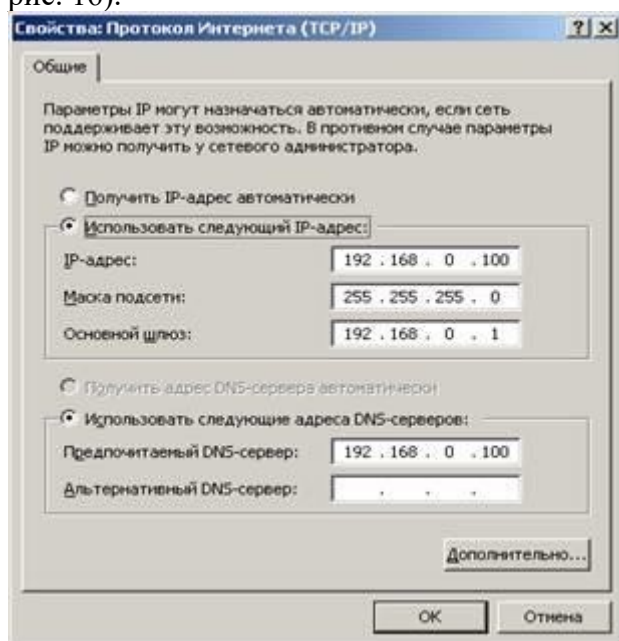 рис. 16).
Свойства: Протокол Интернета (TCP/IP)
Общие
Параметры IP могут назначаться автоматически, если сеть
поддерживает эту возможность. В противном случае параметры
IP можно получить у сетевого администратора.
Получить IP-адрес автоматически
Использовать следующий IP-адрес:
IP-адрес: 192 . 168 . 0 . 100
Маска подсети: 255 . 255 . 255 . 0
Основной шлюз: 192 . 168 . 0 . 1
Получить адрес DNS-сервера автоматически
Использовать следующие адреса DNS-серверов:
Предпочитаемый DNS-сервер: 192 . 168 . 0 . 100
Альтернативный DNS-сервер: . . .
Дополнительно...
OK Отмена